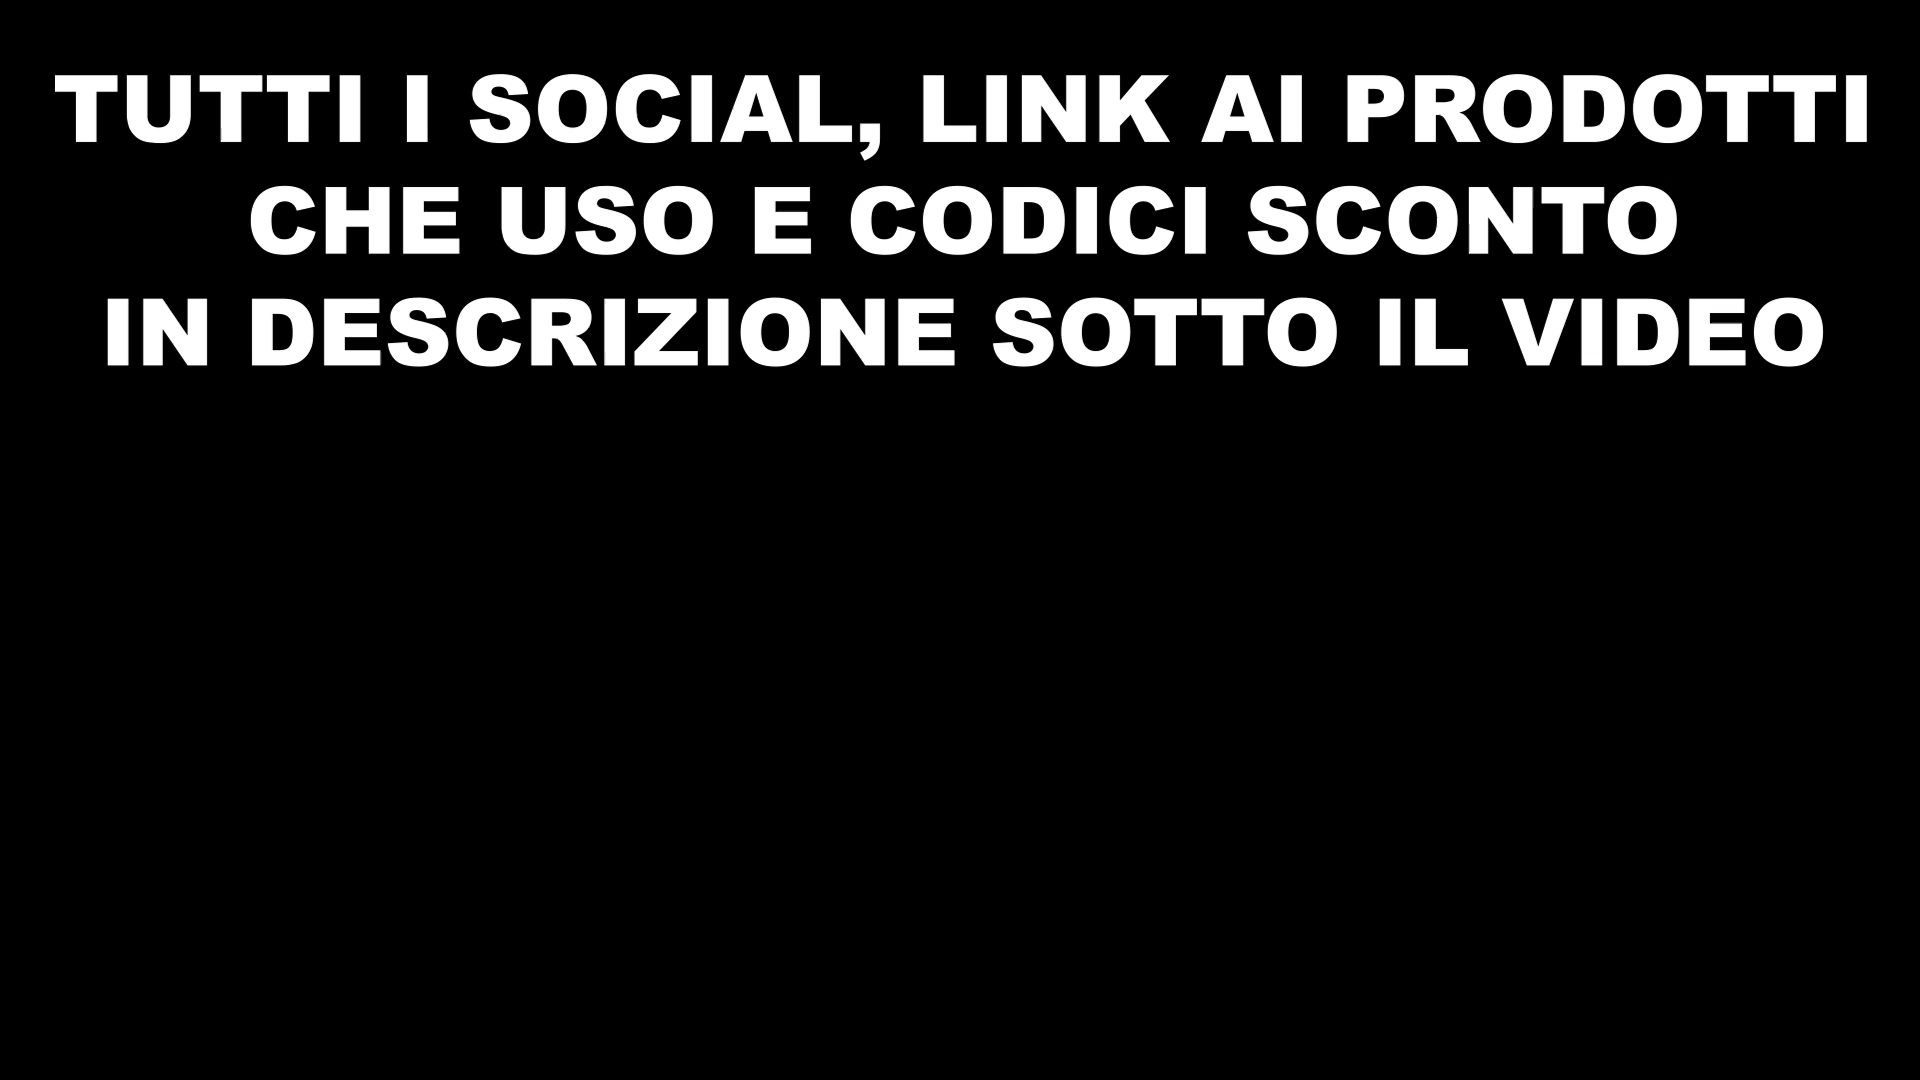 TUTTI I SOCIAL, LINK AI PRODOTTI
CHE USO E CODICI SCONTO
IN DESCRIZIONE SOTTO IL VIDEO